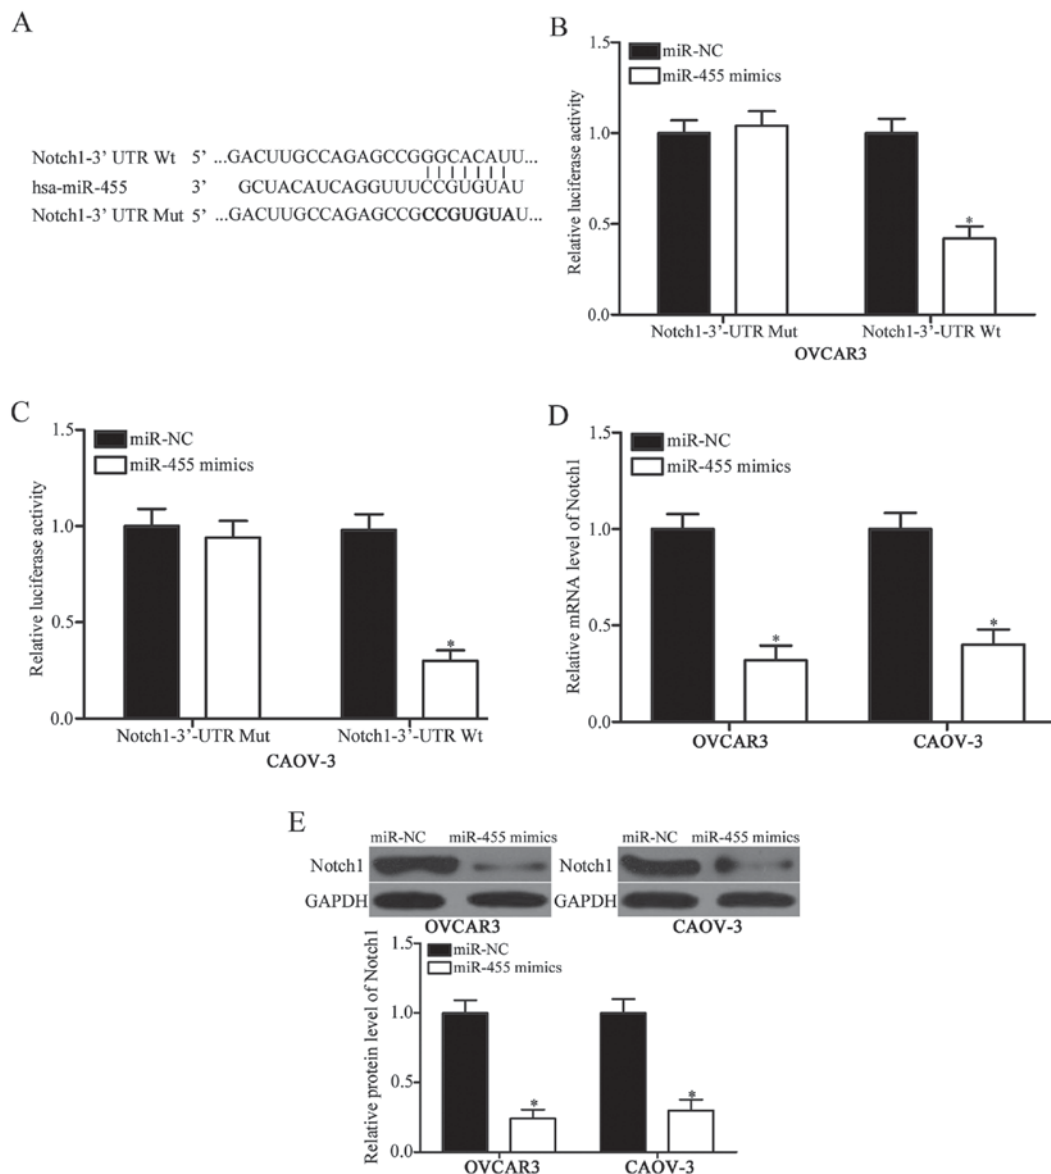 A
Notch1-3’ UTR Wt 5’ ...GACUUGCCAGAGCCGGGCACAUU...
hsa-miR-455 3’ GCUACAUCAGGUUUCCGUGUAU
Notch1-3’ UTR Mut 5’ ...GACUUGCCAGAGCCGCCGUGUAU...
B
Relative luciferase activity
1.5
1.0
0.5
0.0
miR-NC
miR-455 mimics
*
Notch1-3’-UTR Mut Notch1-3’-UTR Wt
OVCAR3
C
Relative luciferase activity
1.5
1.0
0.5
0.0
miR-NC
miR-455 mimics
*
Notch1-3’-UTR Mut Notch1-3’-UTR Wt
CAOV-3
D
Relative mRNA level of Notch1
1.5
1.0
0.5
0.0
miR-NC
miR-455 mimics
* *
OVCAR3 CAOV-3
E
miR-NC miR-455 mimics miR-NC miR-455 mimics
Notch1 Notch1
GAPDH GAPDH
OVCAR3 CAOV-3
Relative protein level of Notch1
1.5
1.0
0.5
0.0
miR-NC
miR-455 mimics
* *
OVCAR3 CAOV-3